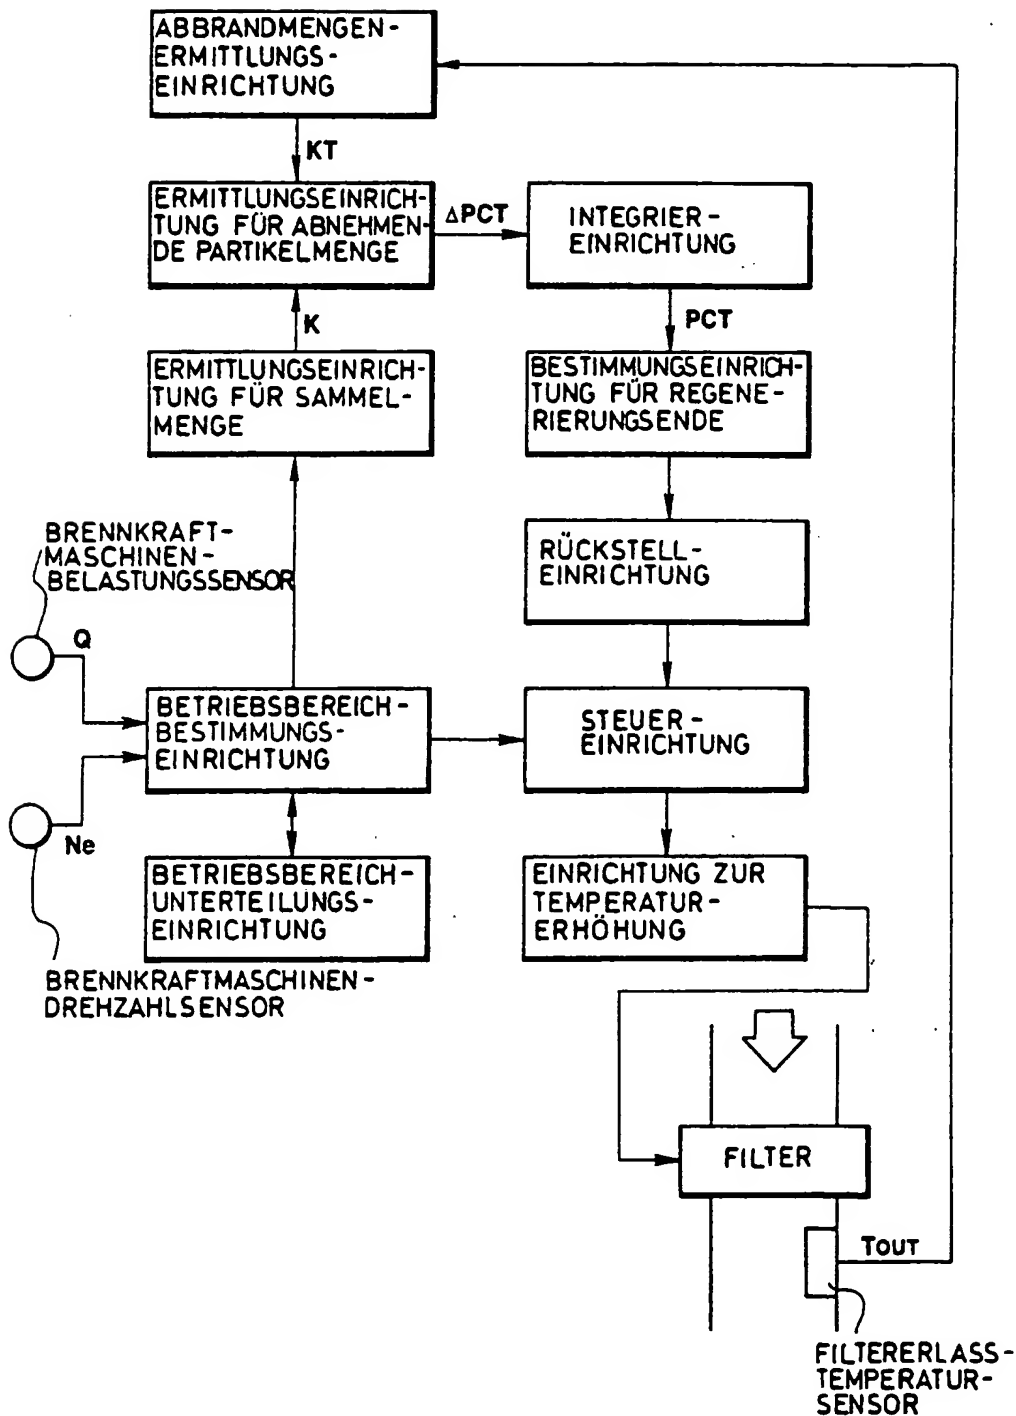 ABBRANDMENGEN-
ERMITTLUNGS-
EINRICHTUNG
KT
ERMITTLUNGSEINRICH-
TUNG FÜR ABNEHMEN-
DE PARTIKELMENGE
ΔPCT
INTEGRIER-
EINRICHTUNG
K
PCT
ERMITTLUNGSEINRICH-
TUNG FÜR SAMMEL-
MENGE
BESTIMMUNGSEINRICH-
TUNG FÜR REGENE-
RIERUNGSENDE
BRENNKRAFT-
MASCHINEN-
BELASTUNGSSENSOR
RÜCKSTELL-
EINRICHTUNG
Q
BETRIEBSBEREICH-
BESTIMMUNGS-
EINRICHTUNG
STEUER-
EINRICHTUNG
Ne
BETRIEBSBEREICH-
UNTERTEILUNGS-
EINRICHTUNG
EINRICHTUNG ZUR
TEMPERATUR-
ERHÖHUNG
BRENNKRAFTMASCHINEN-
DREHZAHLSENSOR
FILTER
TOUT
FILTERERLASS-
TEMPERATUR-
SENSOR